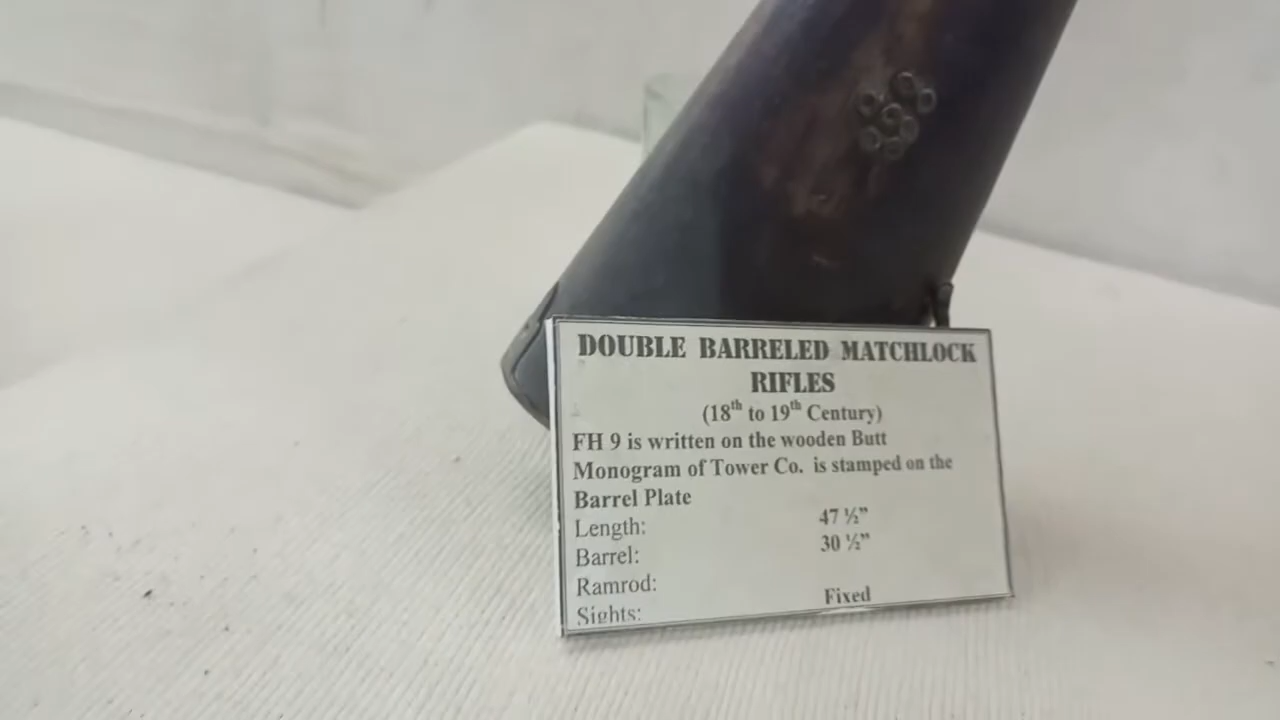 DOUBLE BARRELED MATCHLOCK
RIFLES
(18th to 19th Century)
FH 9 is written on the wooden Butt
Monogram of Tower Co. is stamped on the
Barrel Plate
Length: 47 ½”
Barrel: 30 ½”
Ramrod:
Sights: Fixed